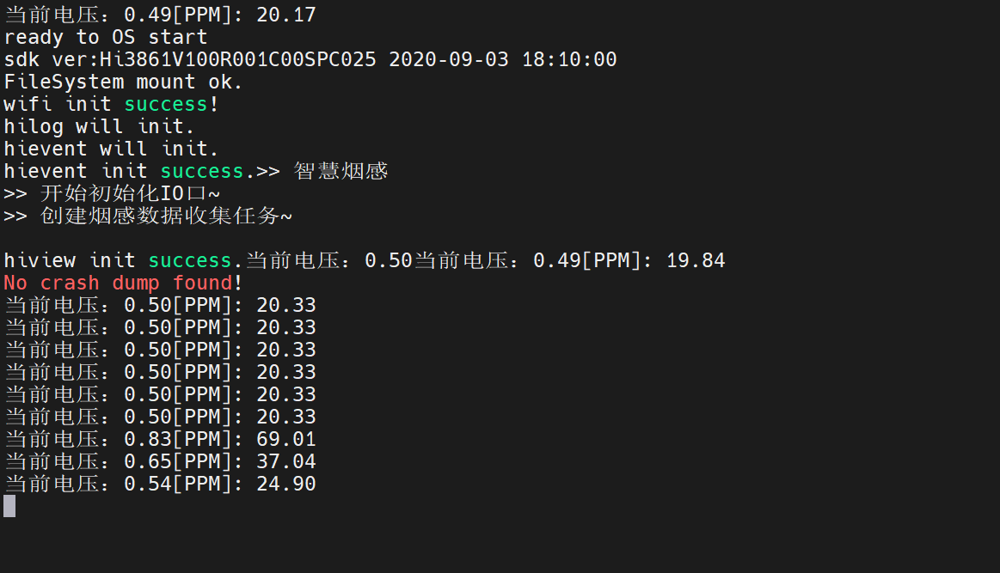 当前电压：0.49[PPM]: 20.17
ready to OS start
sdk ver:Hi3861V100R001C00SPC025 2020-09-03 18:10:00
FileSystem mount ok.
wifi init success!
hilog will init.
hievent will init.
hievent init success.>> 智慧烟感
>> 开始初始化IO口~
>> 创建烟感数据收集任务~
hiview init success.当前电压：0.50当前电压：0.49[PPM]: 19.84
No crash dump found!
当前电压：0.50[PPM]: 20.33
当前电压：0.50[PPM]: 20.33
当前电压：0.50[PPM]: 20.33
当前电压：0.50[PPM]: 20.33
当前电压：0.50[PPM]: 20.33
当前电压：0.50[PPM]: 20.33
当前电压：0.83[PPM]: 69.01
当前电压：0.65[PPM]: 37.04
当前电压：0.54[PPM]: 24.90